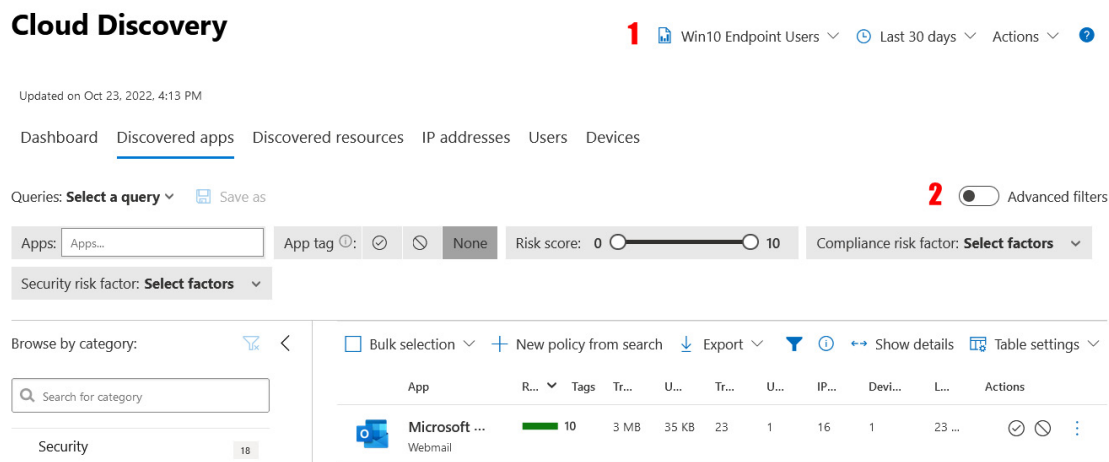 Cloud Discovery
1 Win10 Endpoint Users Last 30 days Actions ?
Updated on Oct 23, 2022, 4:13 PM
Dashboard Discovered apps Discovered resources IP addresses Users Devices
Queries: Select a query Save as 2 Advanced filters
Apps: Apps... App tag : None Risk score: 0 10 Compliance risk factor: Select factors
Security risk factor: Select factors
Browse by category: Bulk selection New policy from search Export Show details Table settings
App R... Tags Tr... U... Tr... U... IP... Devi... L... Actions
Search for category
Microsoft ... 10 3 MB 35 KB 23 1 16 1 23 ...
Webmail
Security 18